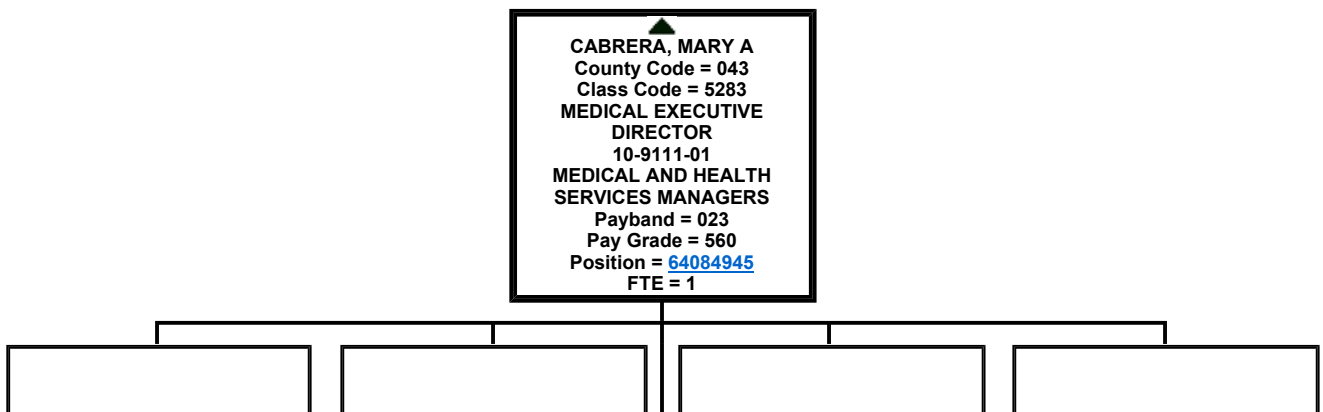 CABRERA, MARY A
County Code = 043
Class Code = 5283
MEDICAL EXECUTIVE
DIRECTOR
10-9111-01
MEDICAL AND HEALTH
SERVICES MANAGERS
Payband = 023
Pay Grade = 560
Position = 64084945
FTE = 1